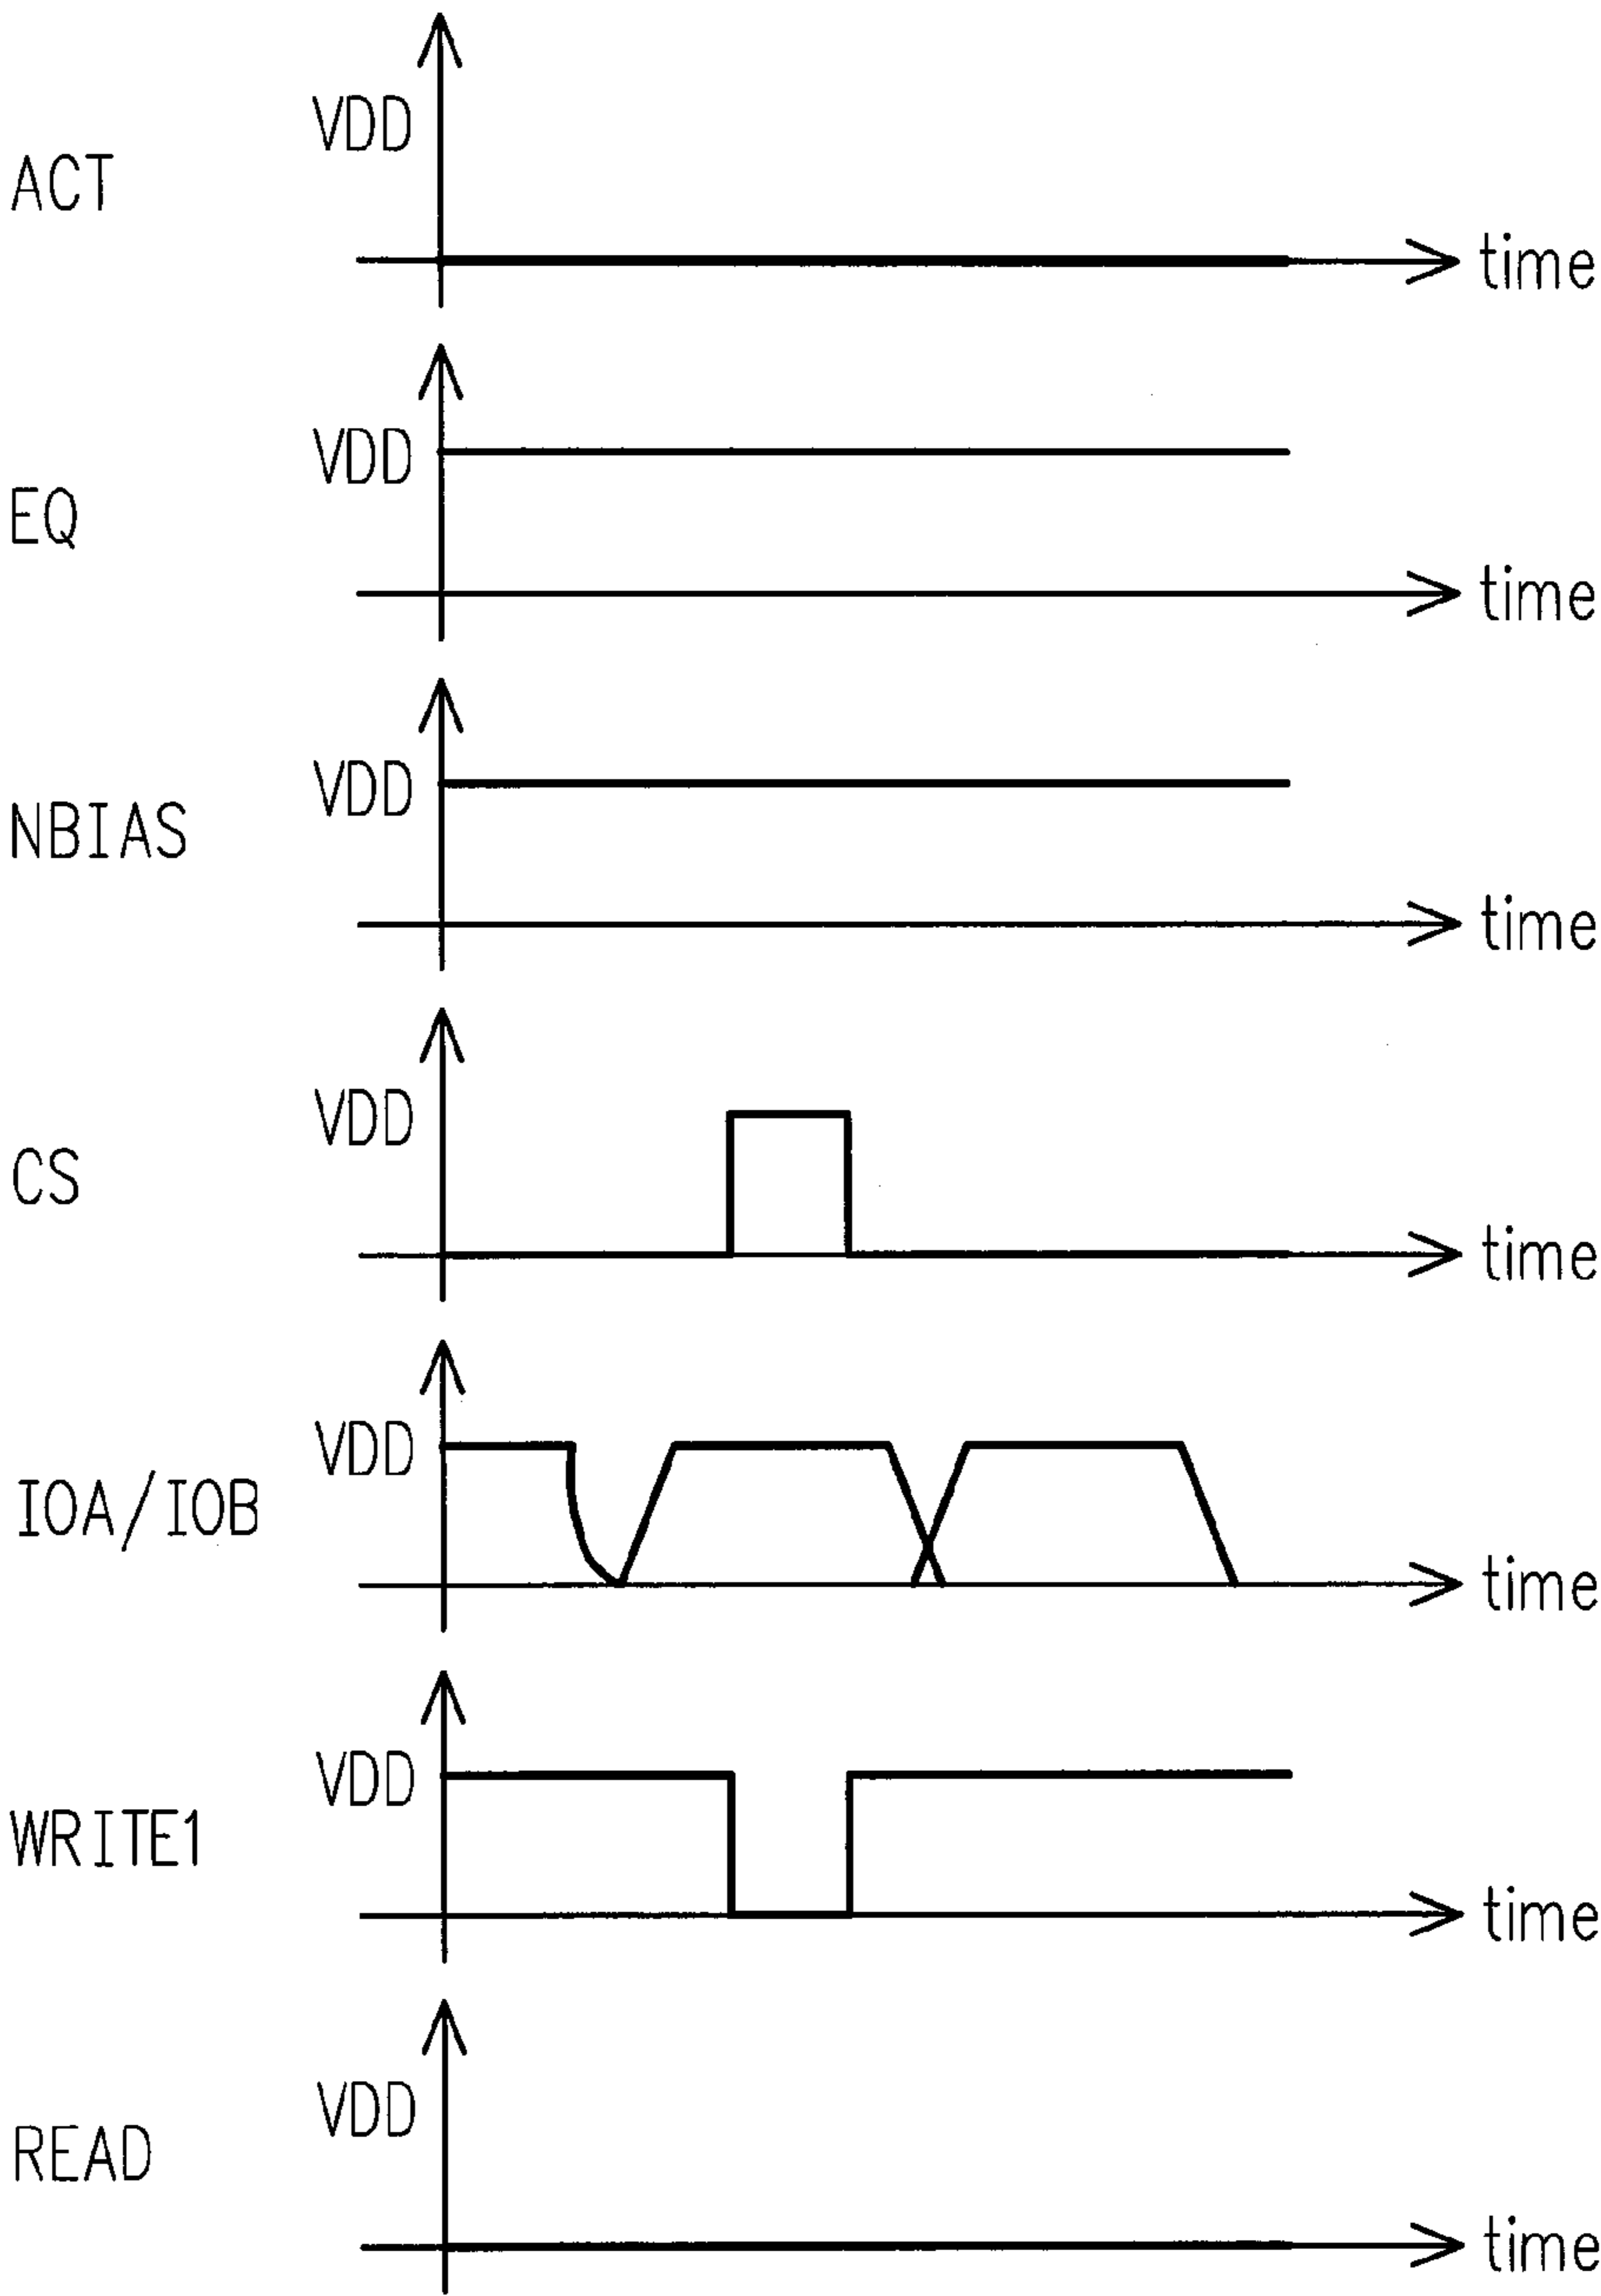 VDD
ACT
time
VDD
EQ
time
VDD
NBIAS
time
VDD
CS
time
VDD
IOA/IOB
time
VDD
WRITE1
time
VDD
READ
time